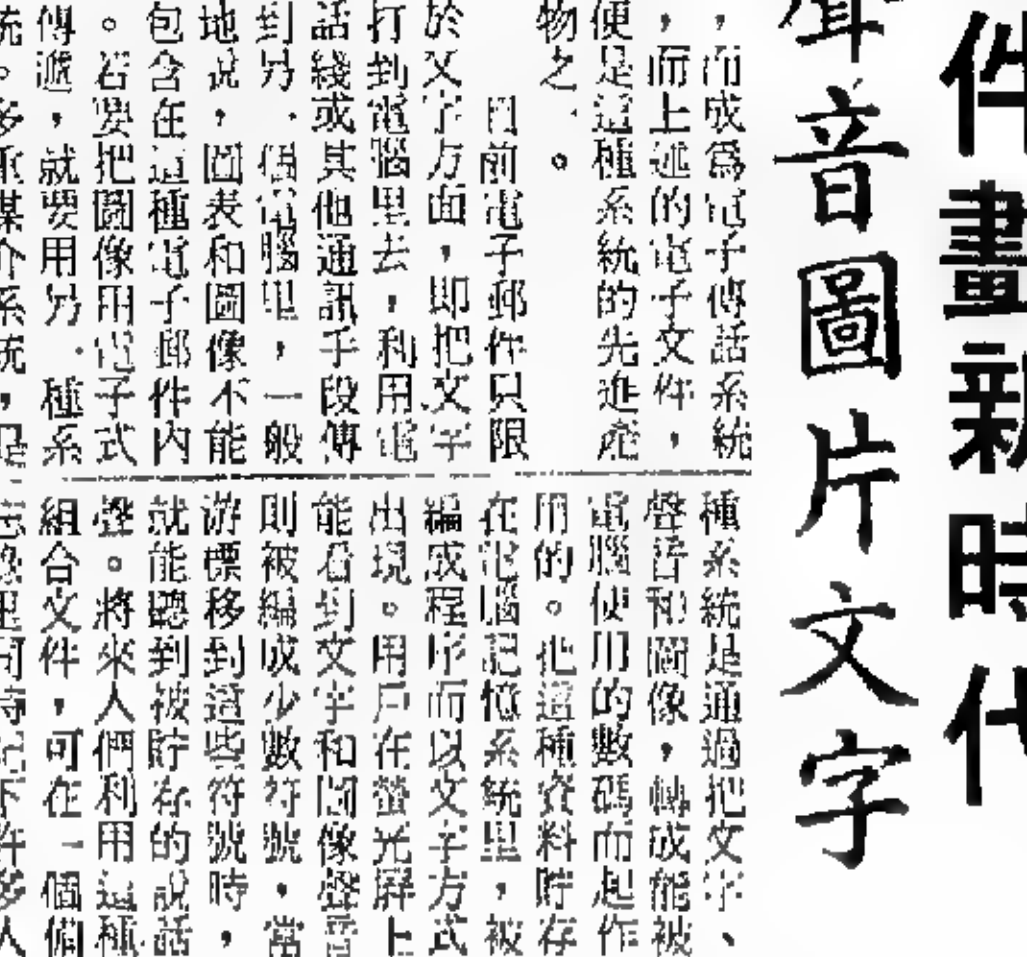 件畫新時代
聲音圖片文字
，而成爲電子傳話系統
，而上述的電子文件，
便是這種系統的先進產
物之一。
目前電子郵件只限
於文字方面，即把文字
打到電腦里去，利用電
話綫或其他通訊手段傳
到另一個電腦里，一般
地說，圖表和圖像不能
包含在這種電子郵件內
。若要把圖像用電子式
傳遞，就要用另一種系
統。多重媒介系統，是
種系統是通過把文字、
聲音和圖像，轉成能被
電腦使用的數碼而起作
用的。他這種資料貯存
在電腦記憶系統里，被
編成程序而以文字方式
出現。用戶在螢光屏上
能看到文字和圖像聲音
則被編成少數符號，當
游標移到這些符號時，
就能聽到被貯存的說話
聲。將來人們利用這種
組合文件，可在一個個
里同時記下許多人